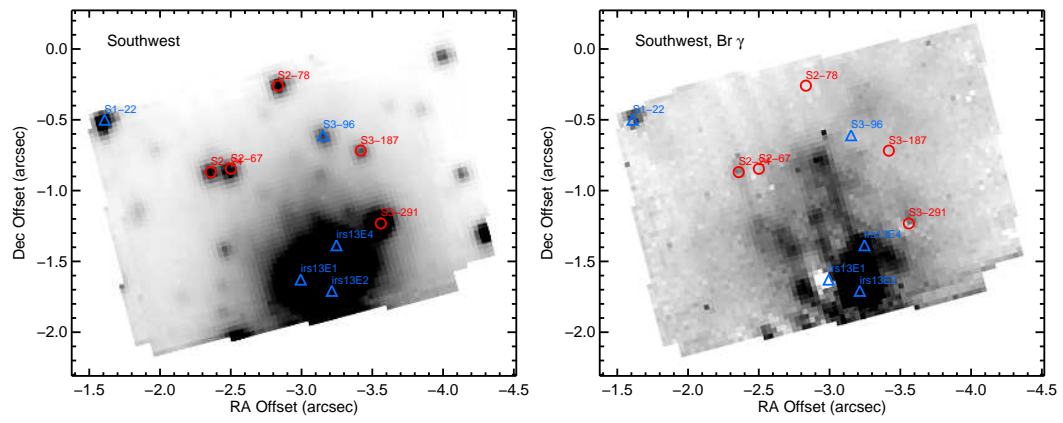 Southwest
0.0
−0.5
−1.0
−1.5
−2.0
Dec Offset (arcsec)
S2−78
S1−22
S3−96
S3−187
S2−67
S3−291
irs13E4
irs13E1
irs13E2
−1.5 −2.0 −2.5 −3.0 −3.5 −4.0 −4.5
RA Offset (arcsec)
Southwest, Br γ
0.0
−0.5
−1.0
−1.5
−2.0
Dec Offset (arcsec)
S2−78
S1−22
S3−96
S3−187
S2−67
S3−291
irs13E4
irs13E1
−1.5 −2.0 −2.5 −3.0 −3.5 −4.0 −4.5
RA Offset (arcsec)